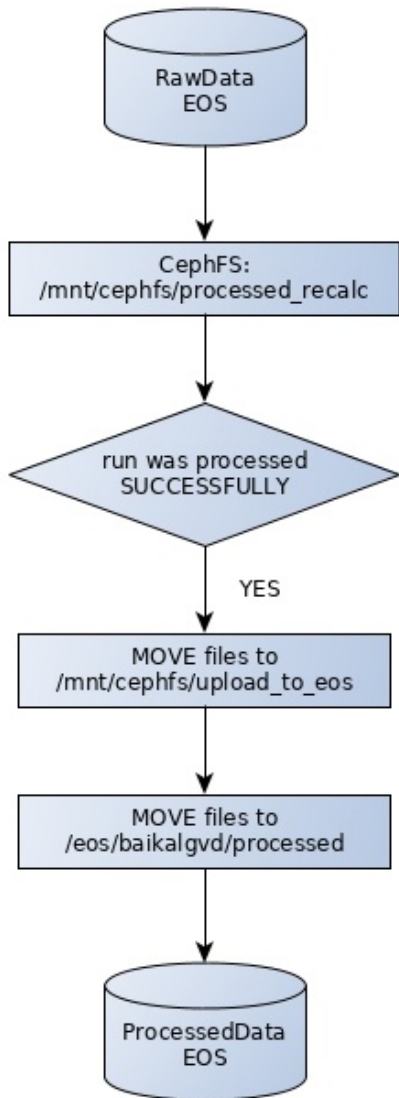 RawData
EOS
CephFS:
/mnt/cephfs/processed_recalc
run was processed
SUCCESSFULLY
YES
MOVE files to
/mnt/cephfs/upload_to_eos
MOVE files to
/eos/baikalgvd/processed
ProcessedData
EOS